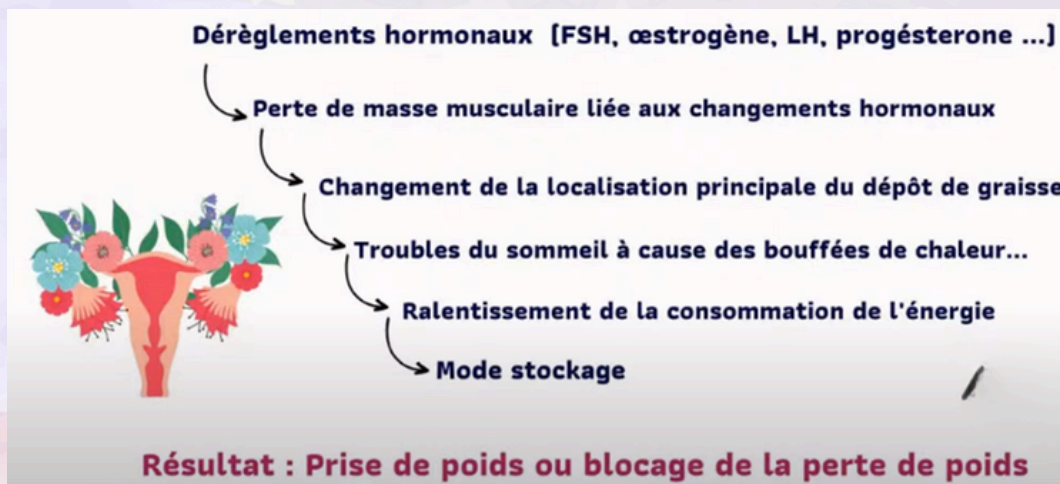 Dérèglements hormonaux (FSH, œstrogène, LH, progésterone ...)
Perte de masse musculaire liée aux changements hormonaux
Changement de la localisation principale du dépôt de graisse
Troubles du sommeil à cause des bouffées de chaleur...
Ralentissement de la consommation de l'énergie
Mode stockage
Résultat : Prise de poids ou blocage de la perte de poids